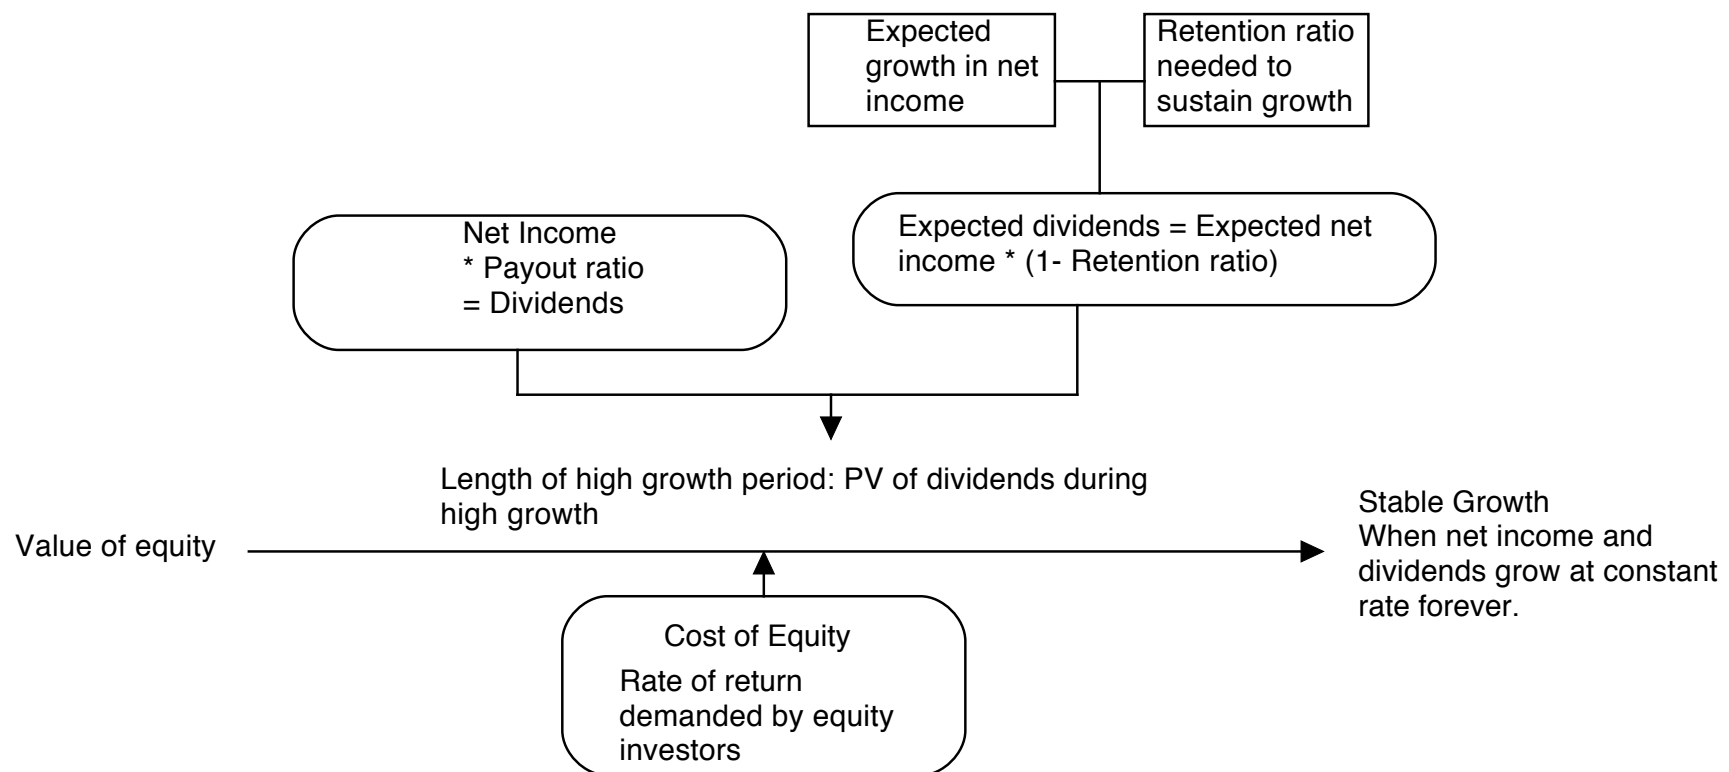 Expected
growth in net
income
Retention ratio
needed to
sustain growth
Net Income
* Payout ratio
= Dividends
Expected dividends = Expected net
income * (1- Retention ratio)
Length of high growth period: PV of dividends during
high growth
Value of equity
Stable Growth
When net income and
dividends grow at constant
rate forever.
Cost of Equity
Rate of return
demanded by equity
investors